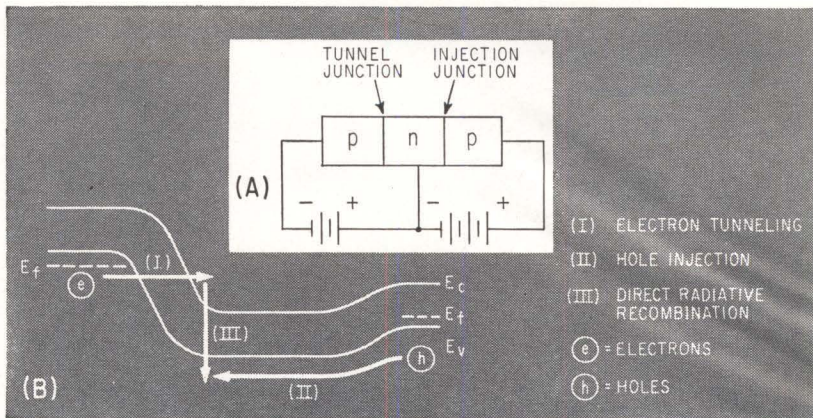 TUNNEL JUNCTION
INJECTION JUNCTION
p n p
(A)
- + - +
(I) ELECTRON TUNNELING
(II) HOLE INJECTION
(III) DIRECT RADIATIVE
RECOMBINATION
ⓔ = ELECTRONS
ⓗ = HOLES
Ef
(I)
e
Ec
Ef
(III)
Ev
h
(II)
(B)